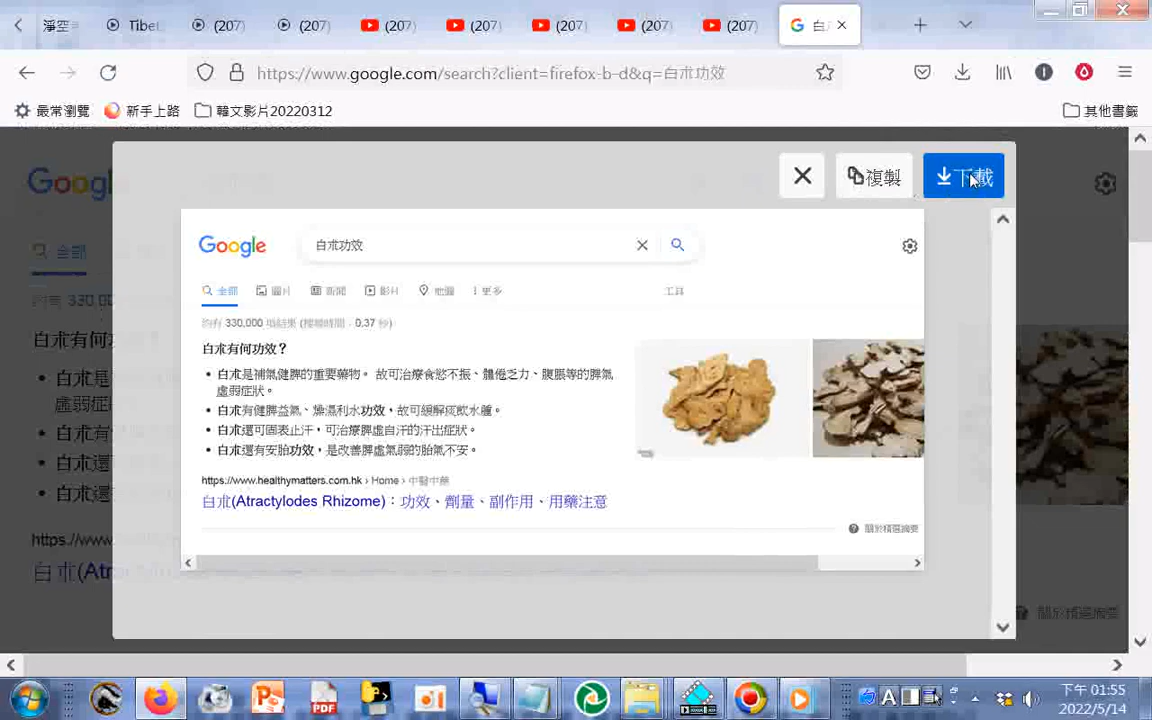 淨空
Tibet
(207
(207
(207
(207
(207
(207
(207
白
https://www.google.com/search?client=firefox-b-d&q=白朮功效
最常瀏覽
新手上路
韓文影片20220312
其他書籤
複製
下載
Google
白朮功效
全部
圖片
新聞
影片
地圖
更多
工具
約有 330,000 項結果 (搜尋時間：0.37 秒)
白朮有何功效？
白朮是補氣健脾的重要藥物。 故可治療食慾不振、體倦乏力、腹脹等的脾氣
虛弱症狀。
白朮有健脾益氣、燥濕利水功效，故可緩解痰飲水腫。
白朮還可固表止汗，可治療脾虛自汗的汗出症狀。
白朮還有安胎功效，是改善脾虛氣弱的胎氣不安。
https://www.healthymatters.com.hk › Home › 中醫中藥
白朮(Atractylodes Rhizome)：功效、劑量、副作用、用藥注意
關於精選摘要
Googl
全部
330,00
白朮有何
白朮是
虛弱症
白朮有
白朮還
白朮還
https://www
白朮(Atr
關於精選摘要
下午 01:55
2022/5/14